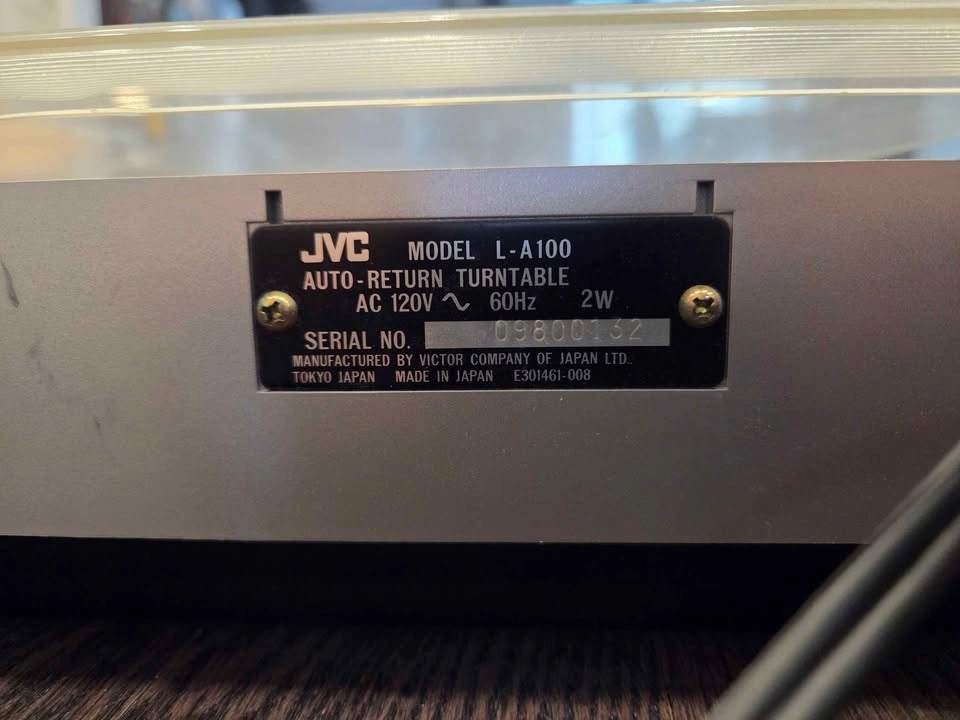 JVC MODEL L-A100
AUTO-RETURN TURNTABLE
AC 120V ~ 60Hz 2W
SERIAL NO. 09800132
MANUFACTURED BY VICTOR COMPANY OF JAPAN LTD.
TOKYO JAPAN MADE IN JAPAN E301461-008